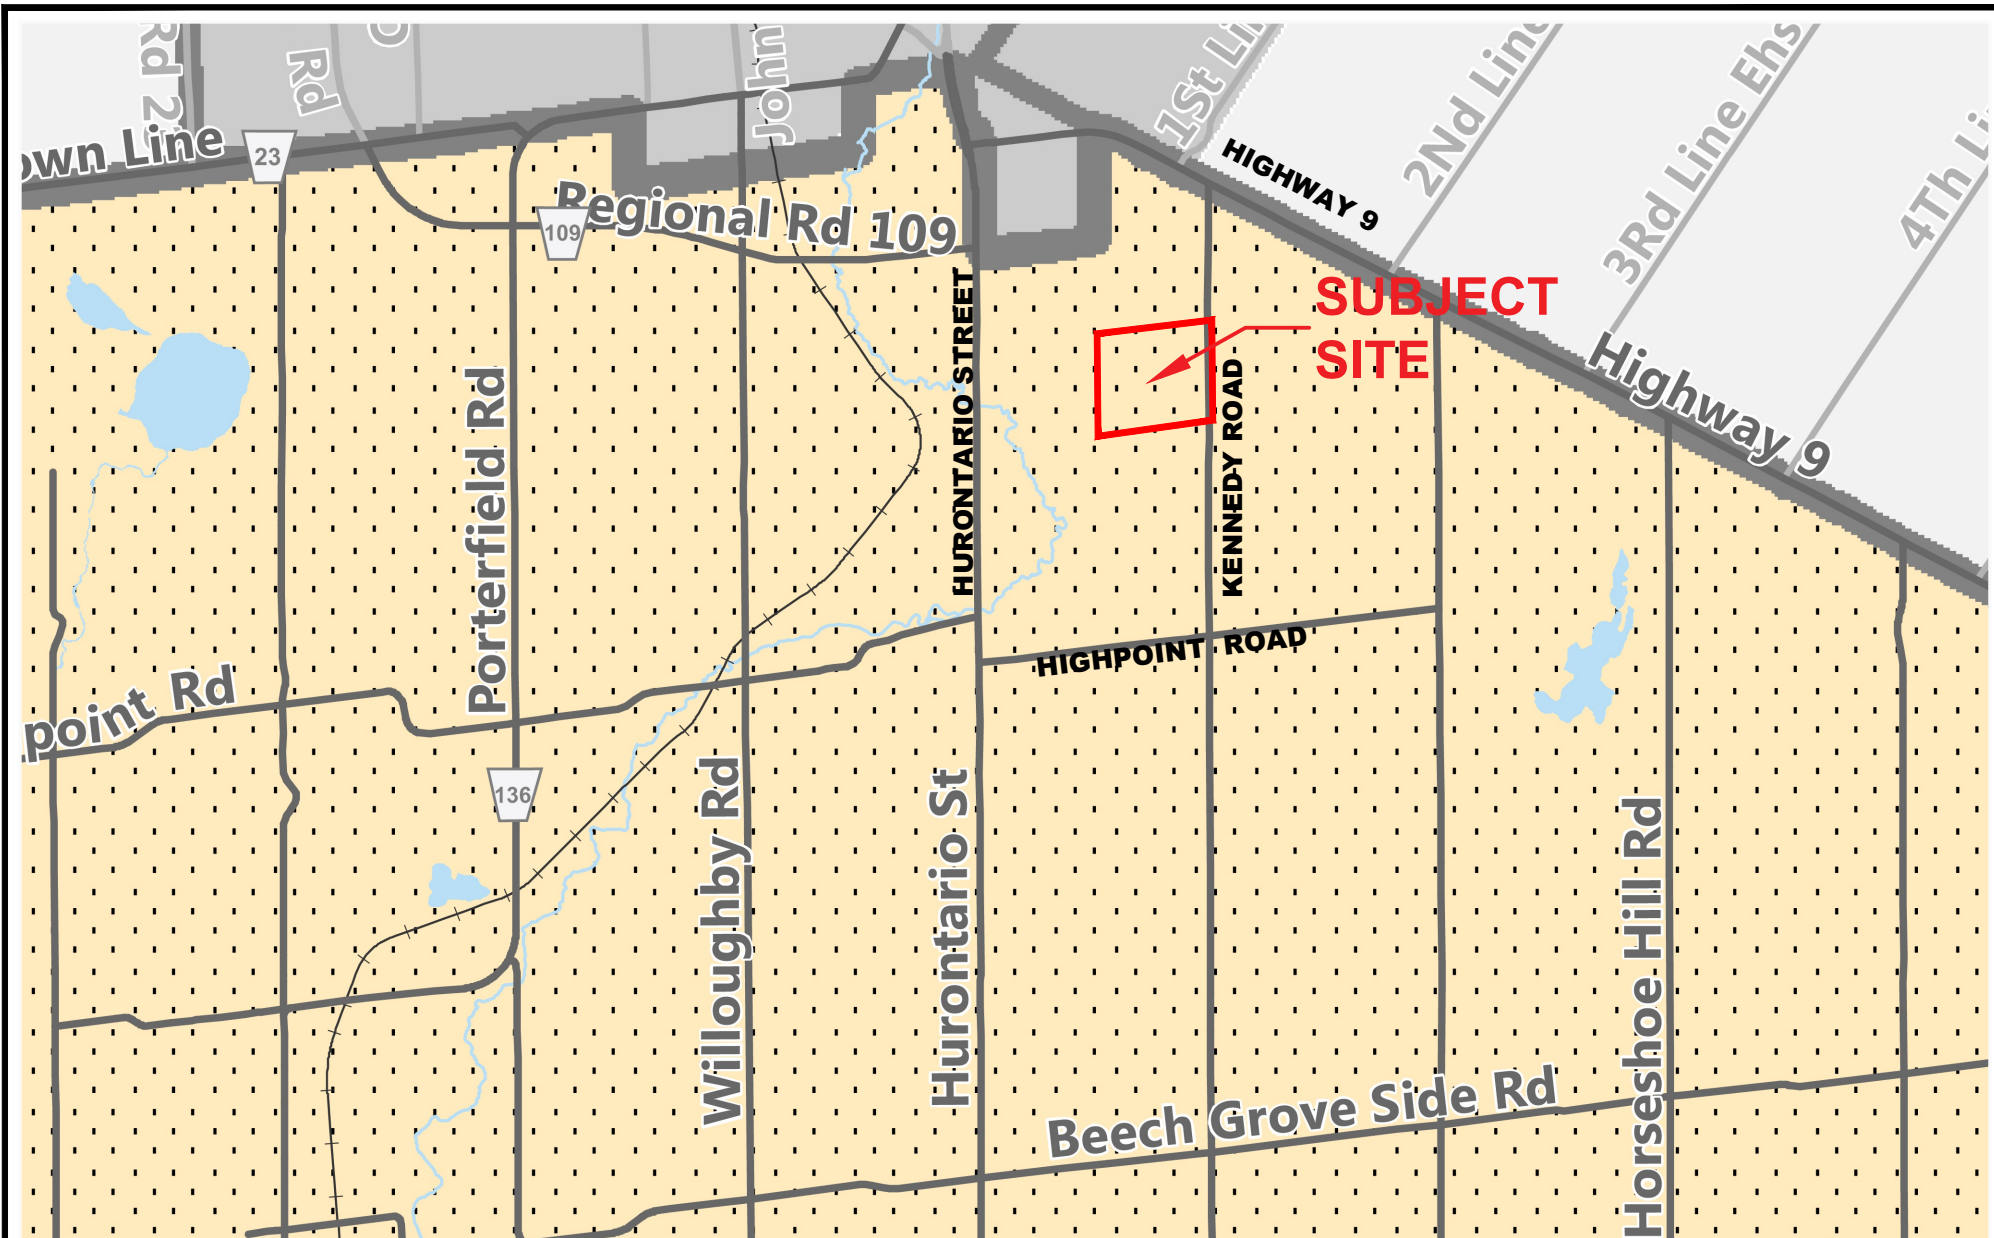 Rd 2
Rd
John
1St Lin
2Nd Line
3Rd Line Ehs
4Th Li
own Line
23
HIGHWAY 9
Regional Rd 109
109
SUBJECT
SITE
HURONTARIO STREET
KENNEDY ROAD
Highway 9
Porterfield Rd
HIGHPOINT ROAD
point Rd
136
Willoughby Rd
Hurontario St
Horseshoe Hill Rd
Beech Grove Side Rd